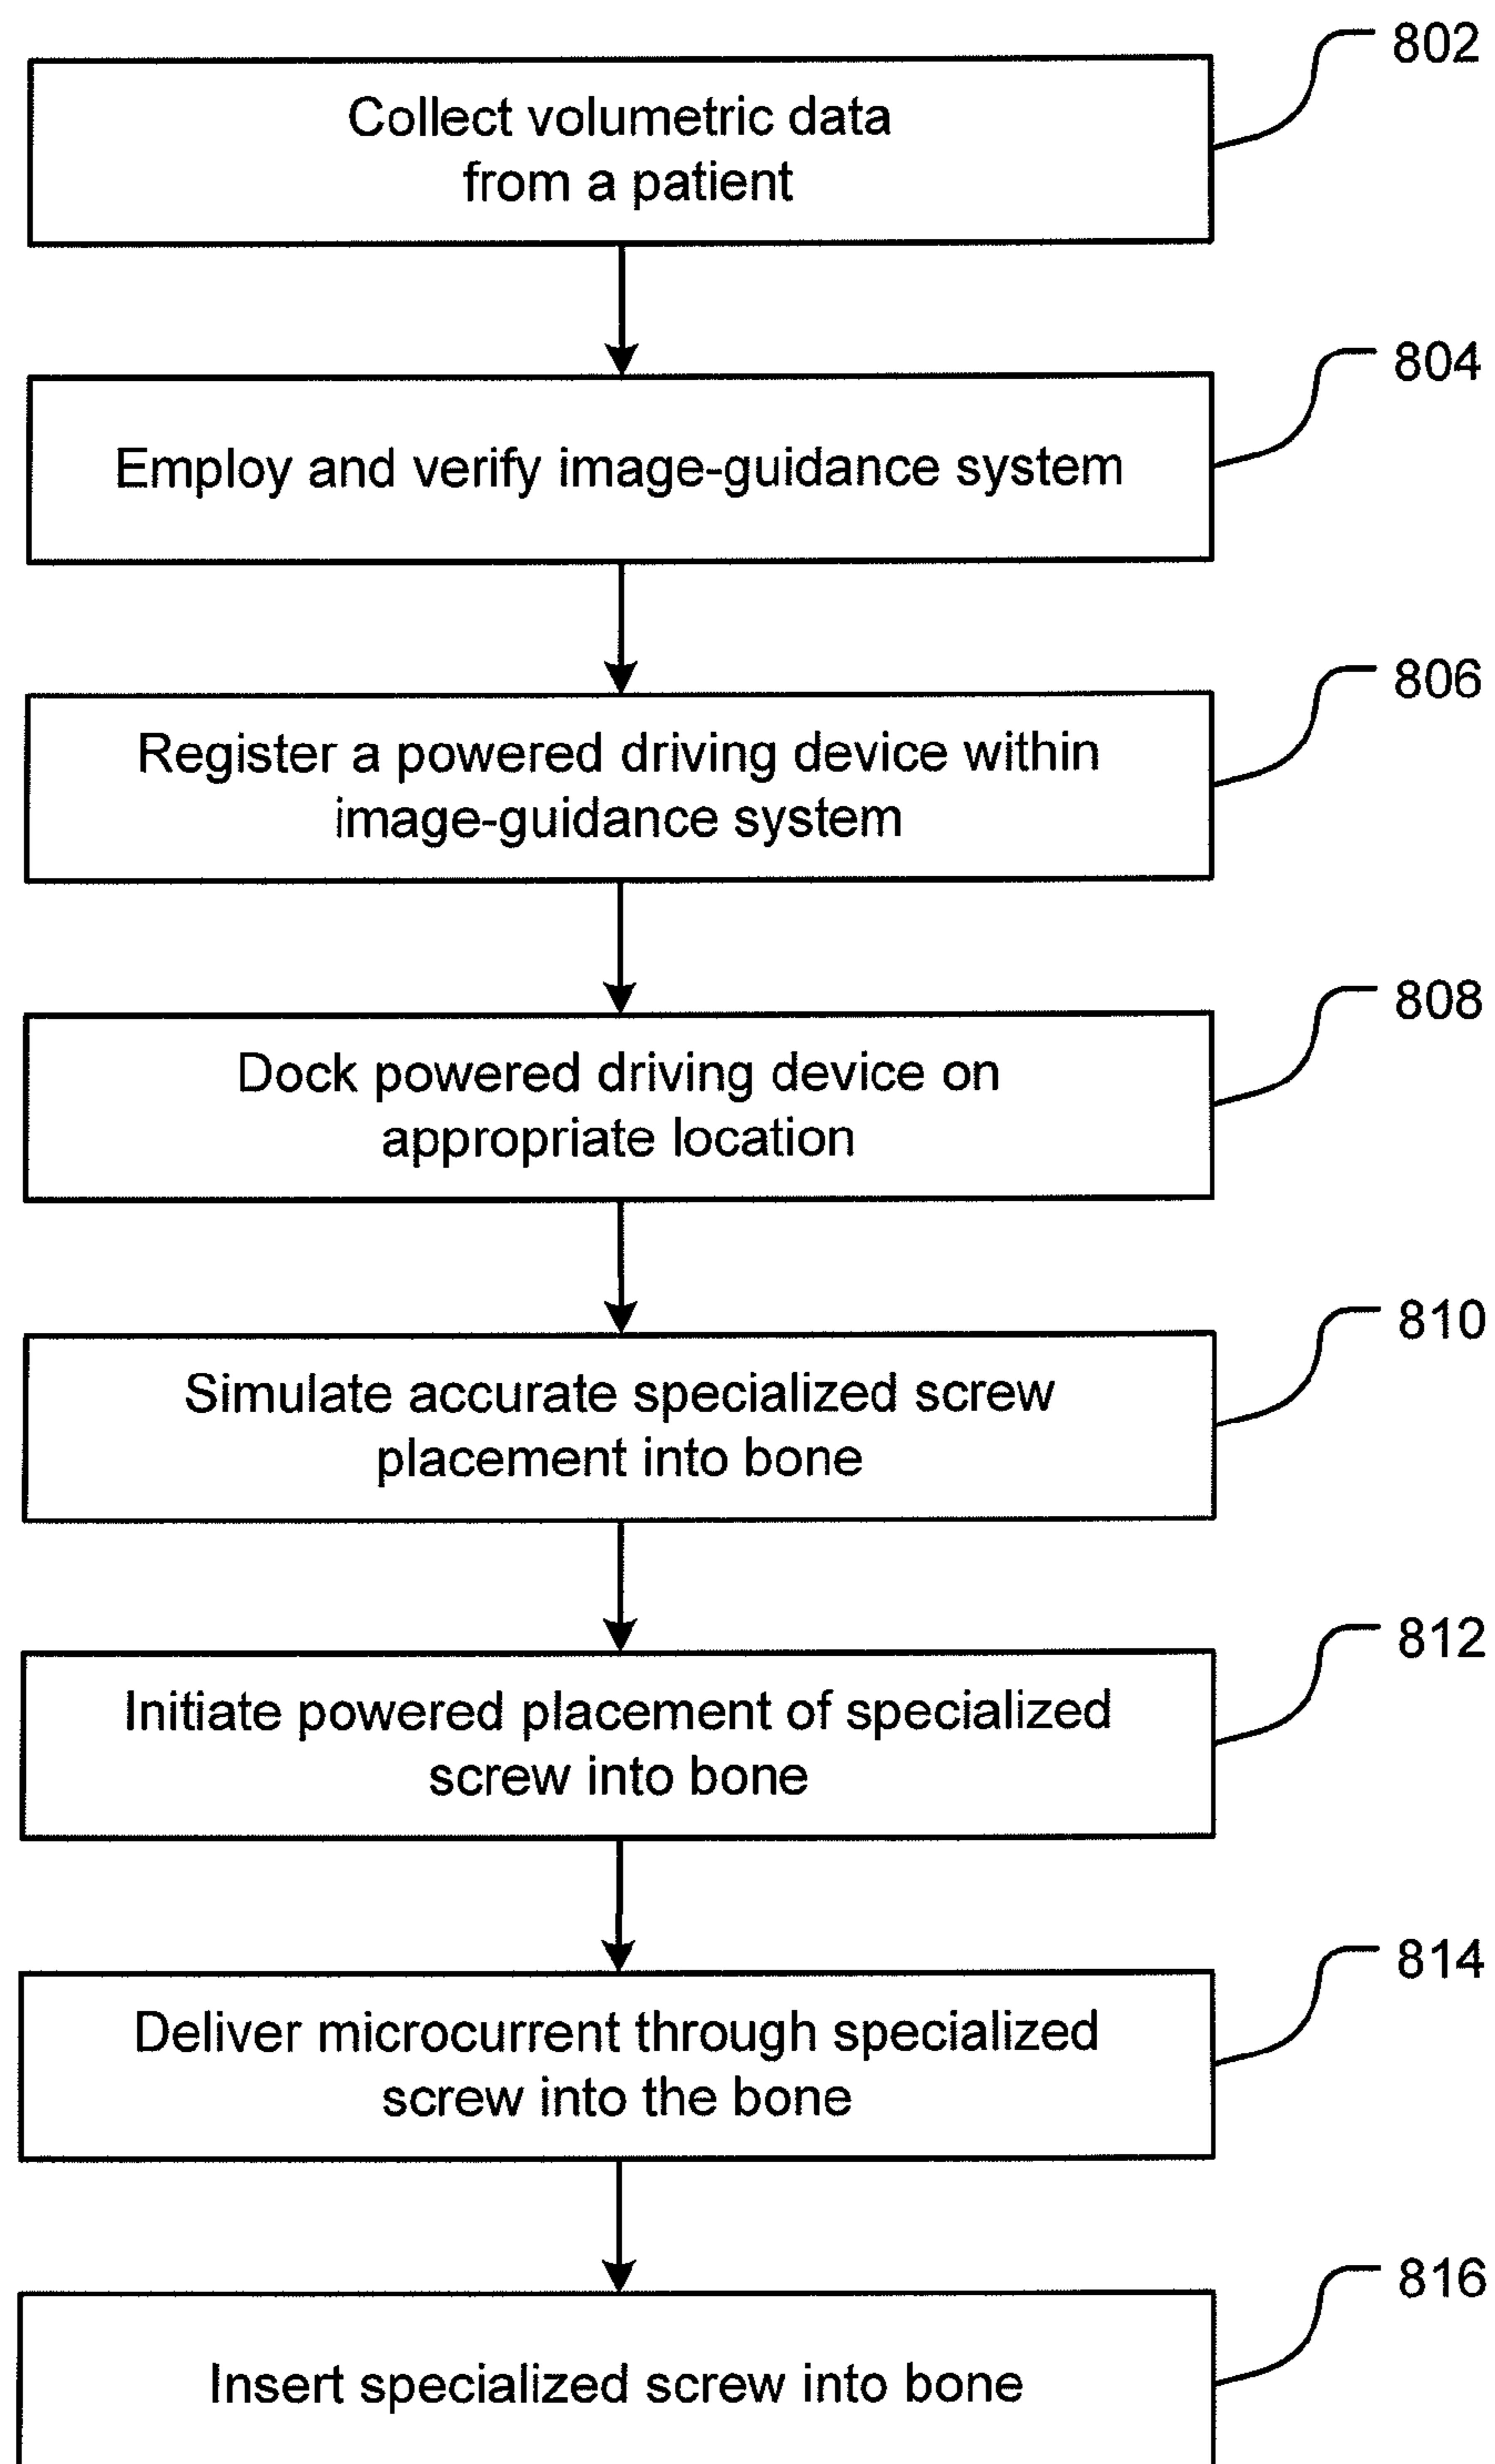 802
Collect volumetric data
from a patient
804
Employ and verify image-guidance system
806
Register a powered driving device within
image-guidance system
808
Dock powered driving device on
appropriate location
810
Simulate accurate specialized screw
placement into bone
812
Initiate powered placement of specialized
screw into bone
814
Deliver microcurrent through specialized
screw into the bone
816
Insert specialized screw into bone